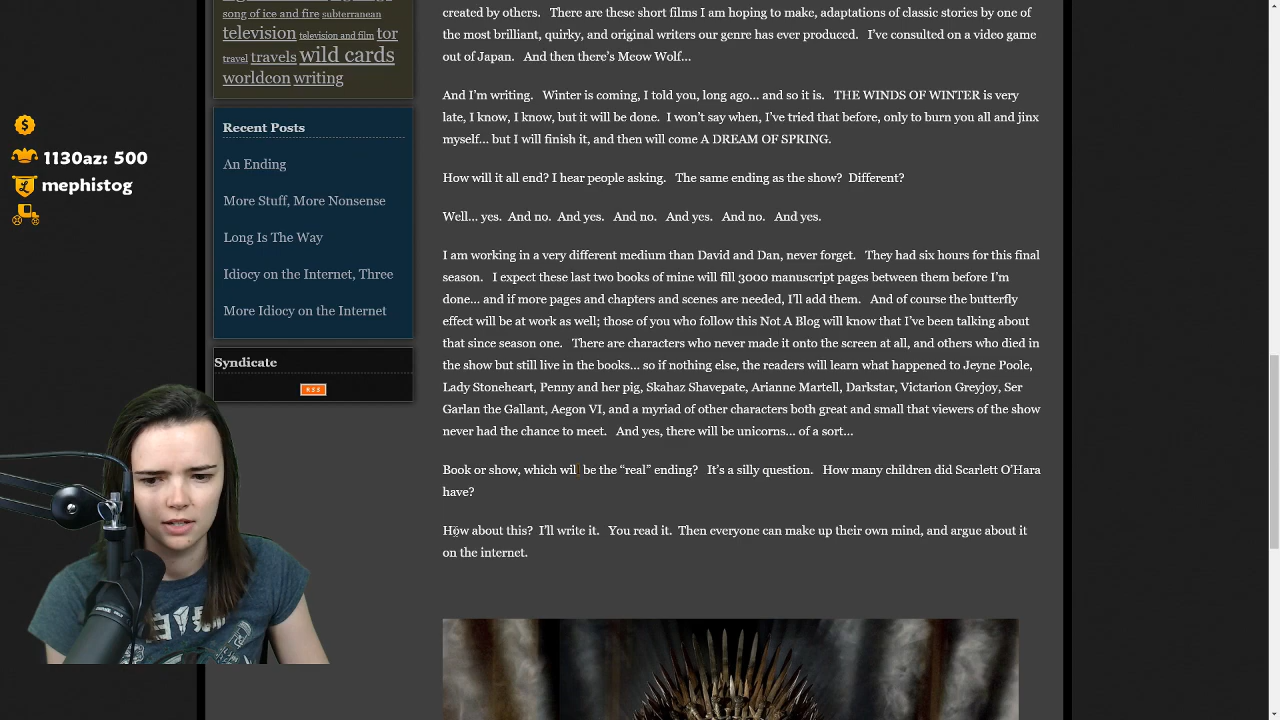 song of ice and fire subterranean
television television and film tor
travel travels wild cards
worldcon writing
Recent Posts
An Ending
More Stuff, More Nonsense
Long Is The Way
Idiocy on the Internet, Three
More Idiocy on the Internet
Syndicate
RSS
1130az: 500
mephistog
created by others. There are these short films I am hoping to make, adaptations of classic stories by one of
the most brilliant, quirky, and original writers our genre has ever produced. I've consulted on a video game
out of Japan. And then there's Meow Wolf…
And I'm writing. Winter is coming, I told you, long ago… and so it is. THE WINDS OF WINTER is very
late, I know, I know, but it will be done. I won't say when, I've tried that before, only to burn you all and jinx
myself… but I will finish it, and then will come A DREAM OF SPRING.
How will it all end? I hear people asking. The same ending as the show? Different?
Well… yes. And no. And yes. And no. And yes. And no. And yes.
I am working in a very different medium than David and Dan, never forget. They had six hours for this final
season. I expect these last two books of mine will fill 3000 manuscript pages between them before I'm
done… and if more pages and chapters and scenes are needed, I'll add them. And of course the butterfly
effect will be at work as well; those of you who follow this Not A Blog will know that I've been talking about
that since season one. There are characters who never made it onto the screen at all, and others who died in
the show but still live in the books… so if nothing else, the readers will learn what happened to Jeyne Poole,
Lady Stoneheart, Penny and her pig, Skahaz Shavepate, Arianne Martell, Darkstar, Victarion Greyjoy, Ser
Garlan the Gallant, Aegon VI, and a myriad of other characters both great and small that viewers of the show
never had the chance to meet. And yes, there will be unicorns… of a sort…
Book or show, which will be the “real” ending? It's a silly question. How many children did Scarlett O'Hara
have?
How about this? I'll write it. You read it. Then everyone can make up their own mind, and argue about it
on the internet.